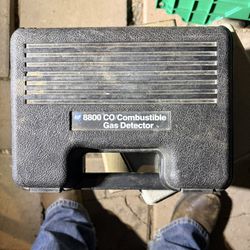 8800 CO/Combustible
Gas Detector